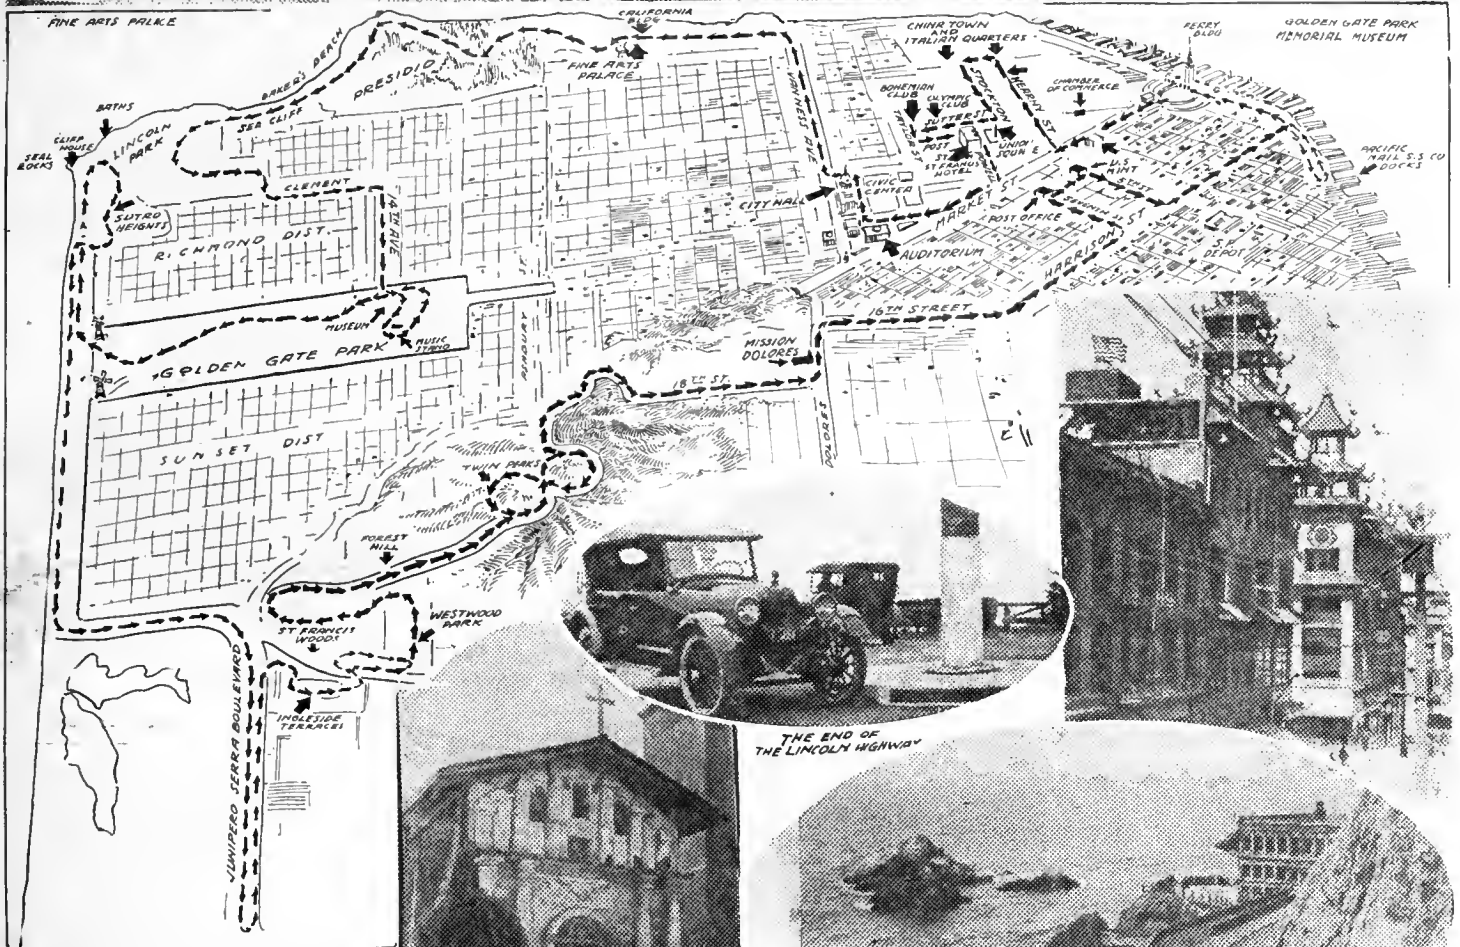 FINE ARTS PALACE
CALIFORNIA
BLDG
CHINA TOWN
AND
ITALIAN QUARTERS
FERRY
BLDG
GOLDEN GATE PARK
MEMORIAL MUSEUM
BAKER'S BEACH
PRESIDIO
FINE ARTS
PALACE
VAN NESS AVE
BOHEMIAN
CLUB
OLYMPIC
CLUB
STOCKTON
KEARNY ST
CHAMBER
OF COMMERCE
BATHS
CLIFF
HOUSE
SEAL
ROCKS
LINCOLN
PARK
SEA CLIFF
SUTTER ST
POST
UNION
SQUARE
ST FRANCIS
HOTEL
U.S
MINT
PACIFIC
MAIL S.S CO
DOCKS
CLEMENT
SUTRO
HEIGHTS
14TH AVE
CITY HALL
CIVIC
CENTER
MARKET ST
POST OFFICE
RICHMOND DIST.
AUDITORIUM
HARRISON ST
S.P.
DEPOT
MUSEUM
MUSIC
STAND
GOLDEN GATE PARK
16TH STREET
MISSION
DOLORES
18TH ST.
DOLORES
SUNSET DIST
TWIN PEAKS
FOREST
HILL
ST FRANCIS
WOODS
WESTWOOD
PARK
INGLESIDE
TERRACES
JUNIPERO SERRA BOULEVARD
THE END OF
THE LINCOLN HIGHWAY